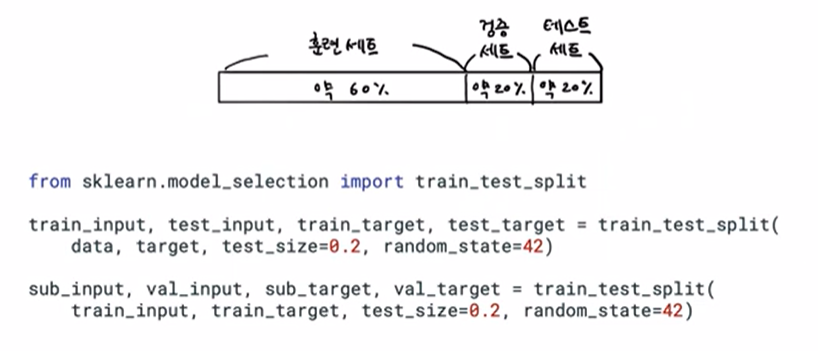 훈련 세트
검증 세트
테스트 세트
약 60%
약 20%
약 20%
from sklearn.model_selection import train_test_split
train_input, test_input, train_target, test_target = train_test_split(
data, target, test_size=0.2, random_state=42)
sub_input, val_input, sub_target, val_target = train_test_split(
train_input, train_target, test_size=0.2, random_state=42)